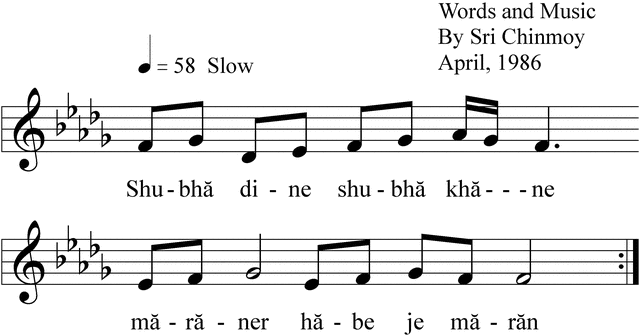 Words and Music
By Sri Chinmoy
April, 1986
= 58 Slow
Shu-bhă di - ne shu-bhă khă- - -ne
mă - ră - ner hă - be je mă - răn